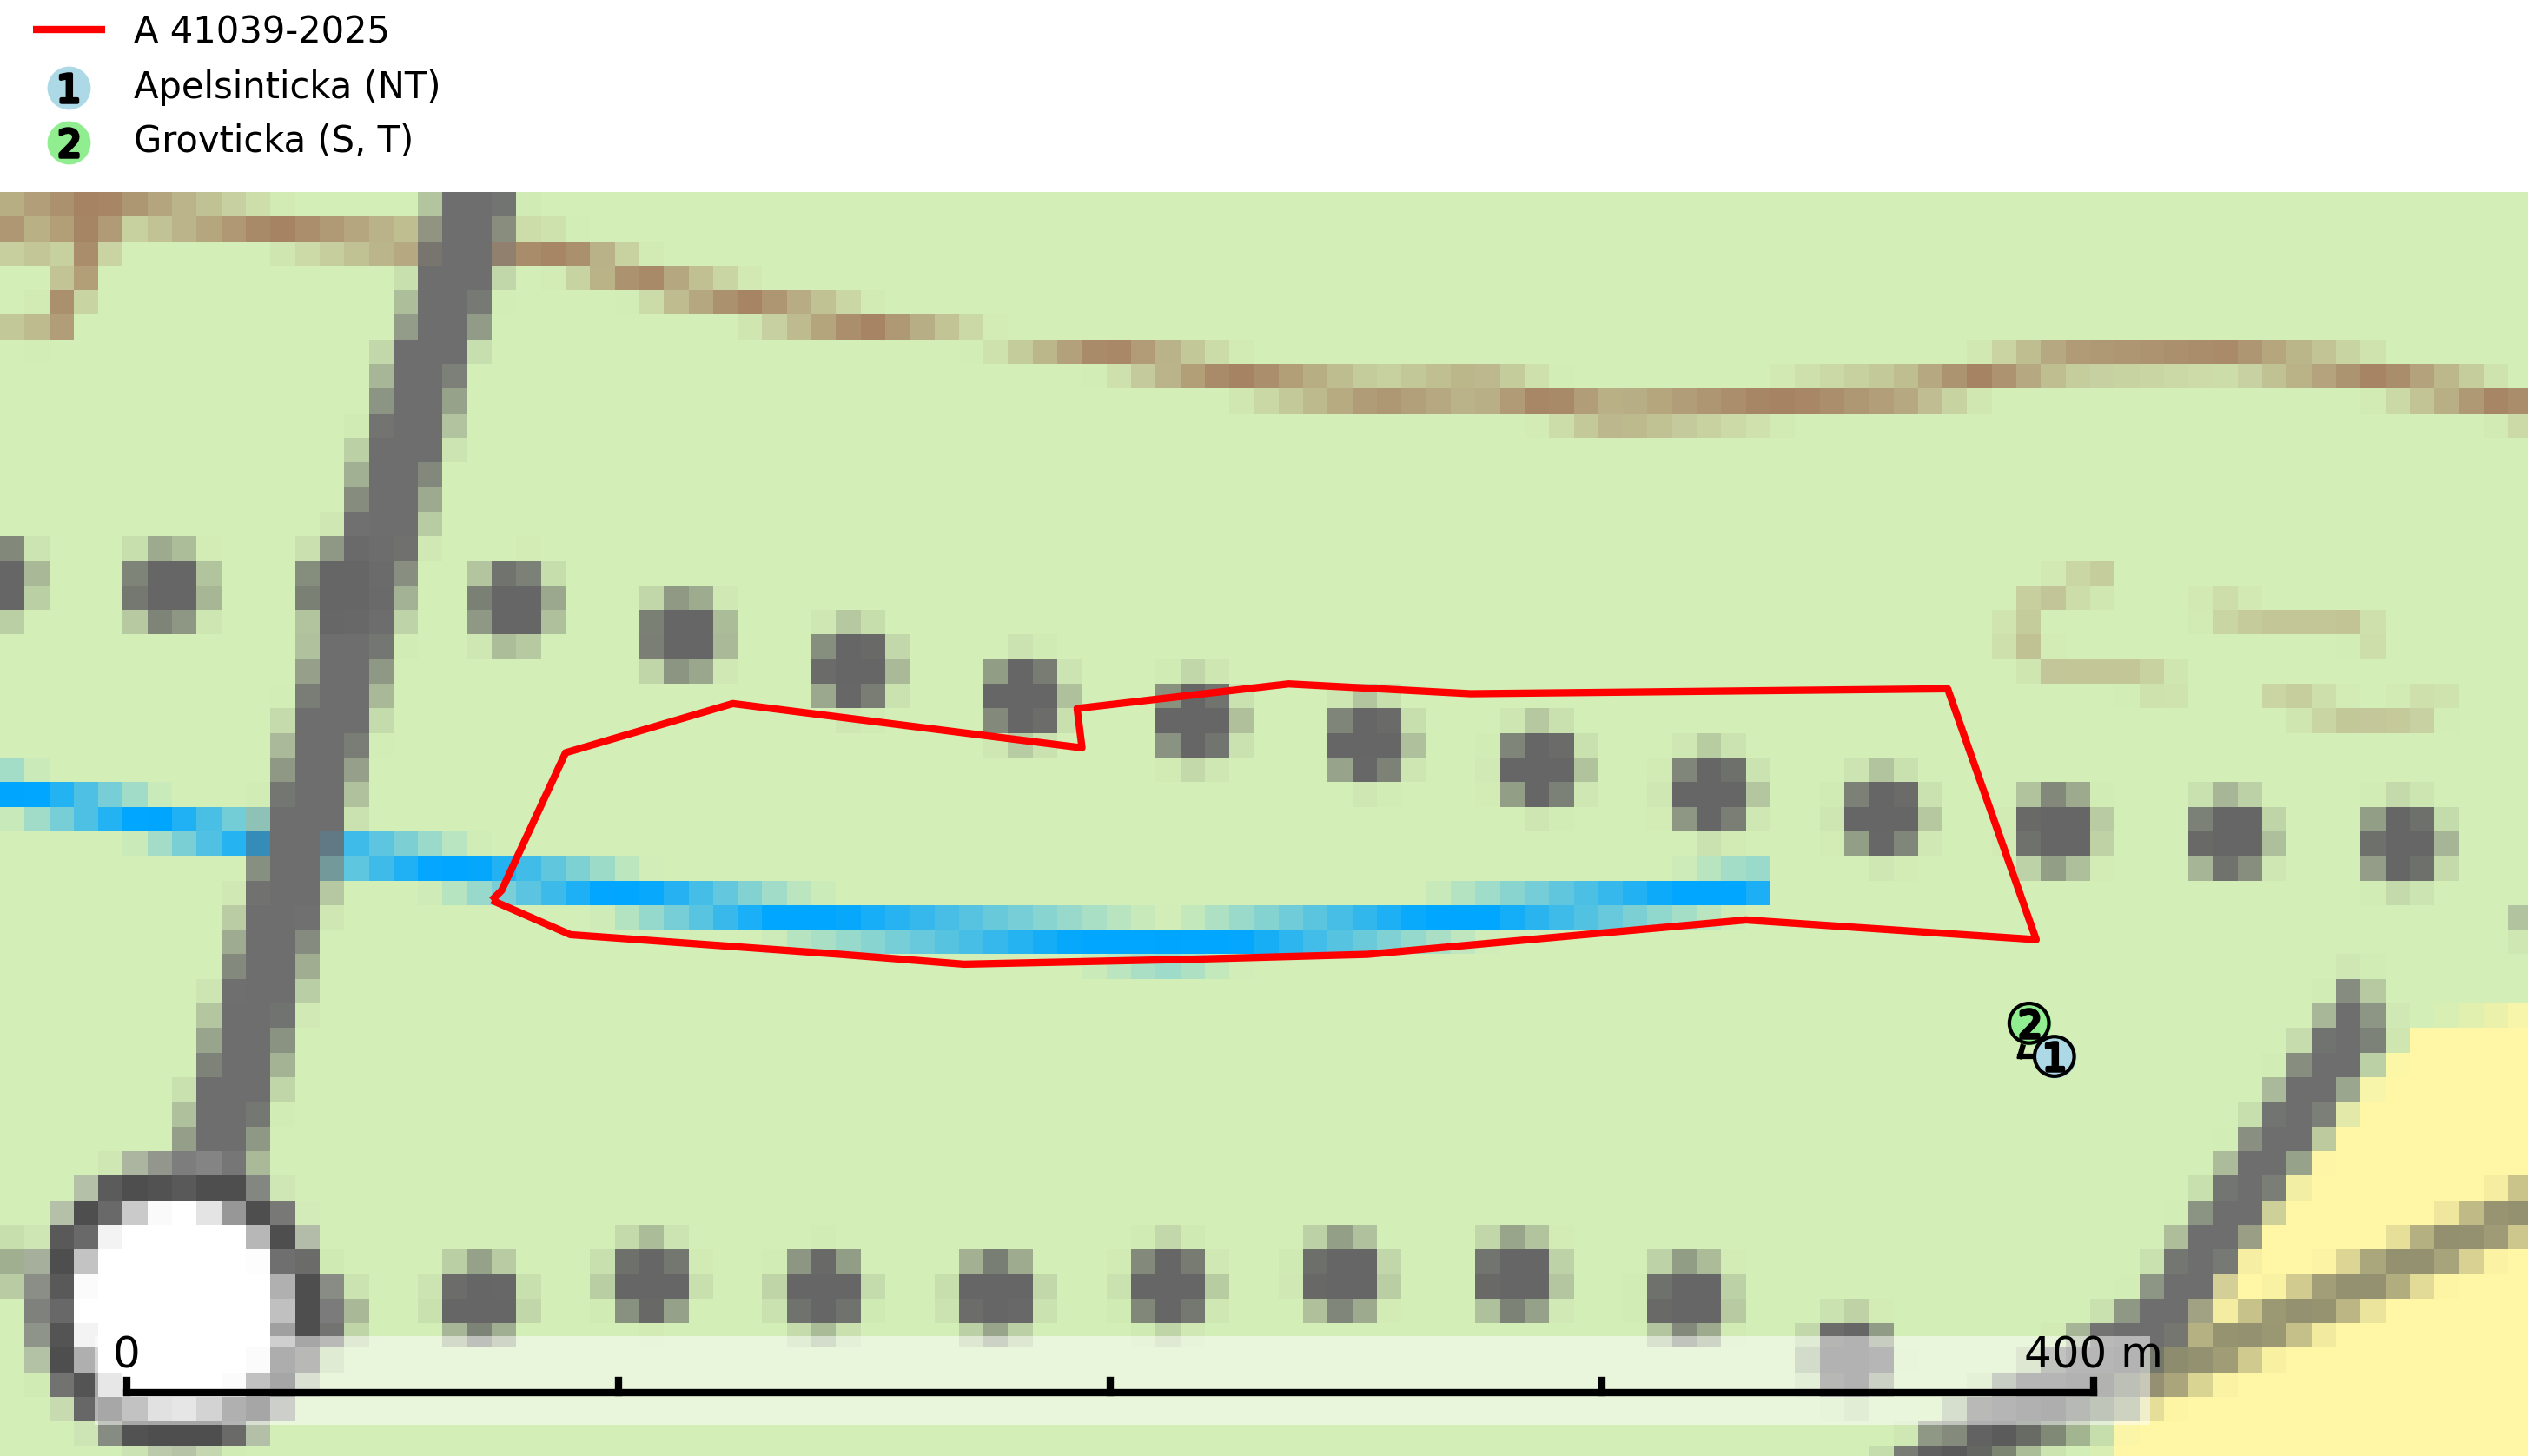 A 41039-2025
1 Apelsinticka (NT)
2 Grovticka (S, T)
2
1
0 400 m